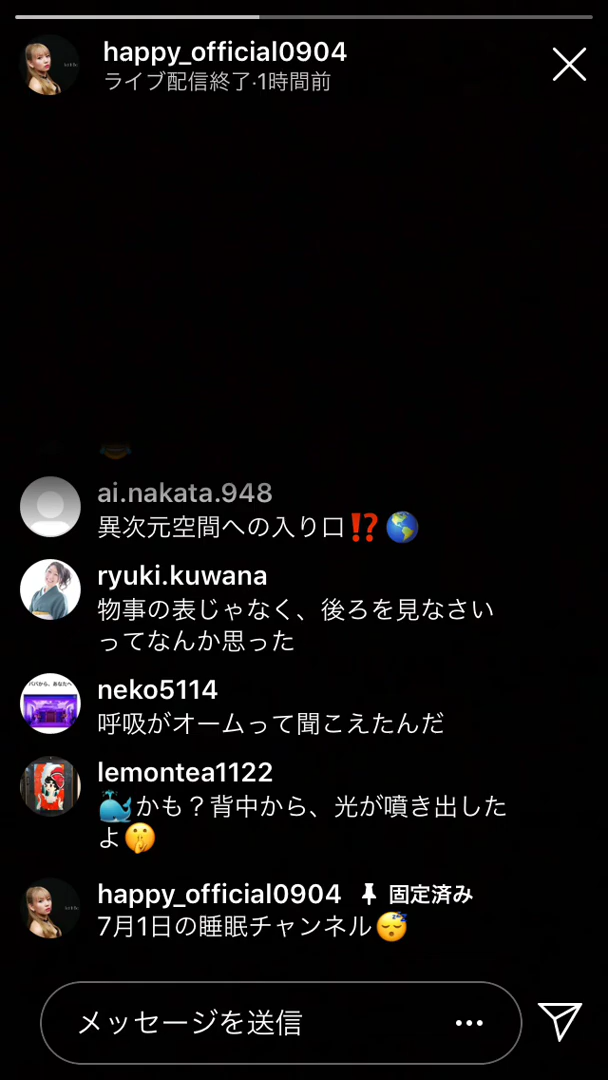 happy_official0904
ライブ配信終了·1時間前
ai.nakata.948
異次元空間への入り口⁉️🌎
ryuki.kuwana
物事の表じゃなく、後ろを見なさい
ってなんか思った
neko5114
呼吸がオームって聞こえたんだ
lemontea1122
🐳かも？背中から、光が噴き出した
よ🤫
happy_official0904 📌 固定済み
7月1日の睡眠チャンネル😴
メッセージを送信